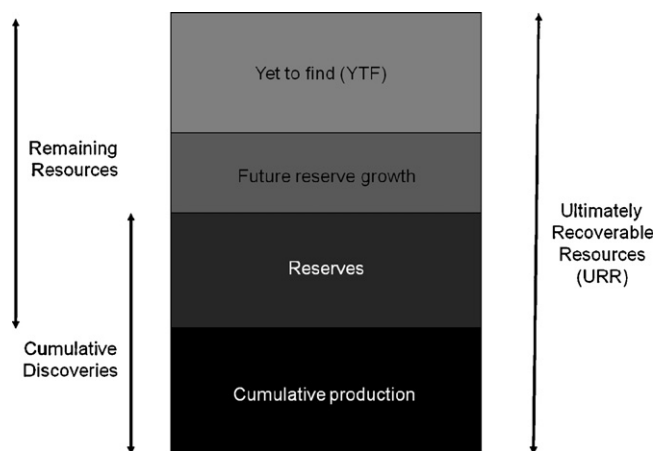 Yet to find (YTF)
Remaining
Resources
Future reserve growth
Ultimately
Recoverable
Resources
(URR)
Reserves
Cumulative
Discoveries
Cumulative production